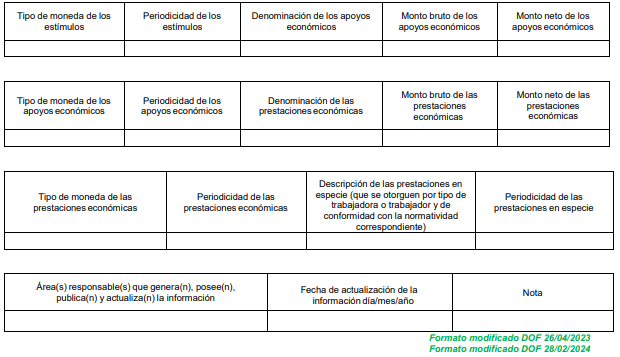 Tipo de moneda de los
estímulos
Periodicidad de los
estímulos
Denominación de los apoyos
económicos
Monto bruto de los
apoyos económicos
Monto neto de los
apoyos económicos
Tipo de moneda de los
apoyos económicos
Periodicidad de los
apoyos económicos
Denominación de las
prestaciones económicas
Monto bruto de las
prestaciones
económicas
Monto neto de las
prestaciones
económicas
Tipo de moneda de las
prestaciones económicas
Periodicidad de las
prestaciones económicas
Descripción de las prestaciones en
especie (que se otorguen por tipo de
trabajadora o trabajador y de
conformidad con la normatividad
correspondiente)
Periodicidad de las
prestaciones en especie
Área(s) responsable(s) que genera(n), posee(n),
publica(n) y actualiza(n) la información
Fecha de actualización de la
información día/mes/año
Nota
Formato modificado DOF 26/04/2023
Formato modificado DOF 28/02/2024